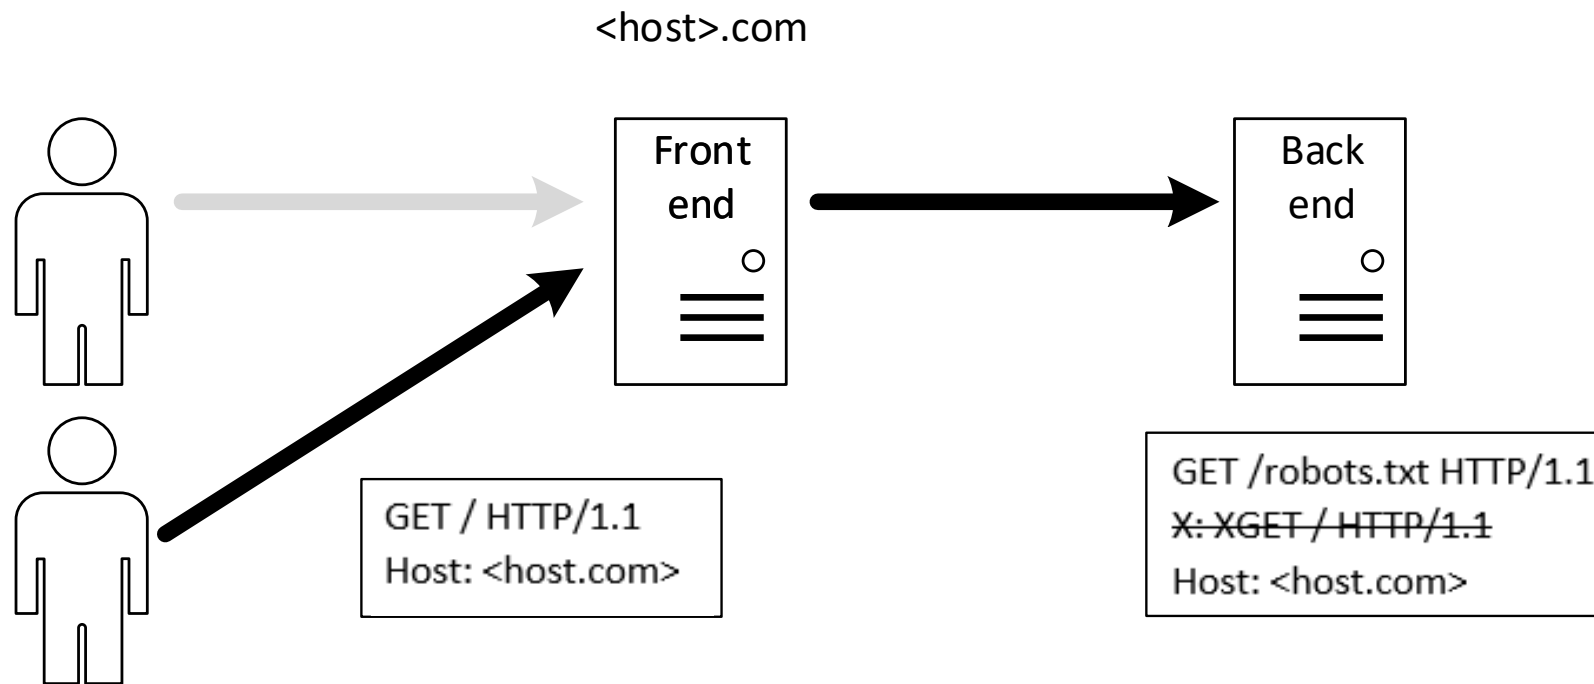 <host>.com
Front
end
Back
end
GET / HTTP/1.1
Host: <host.com>
GET /robots.txt HTTP/1.1
X: XGET / HTTP/1.1
Host: <host.com>